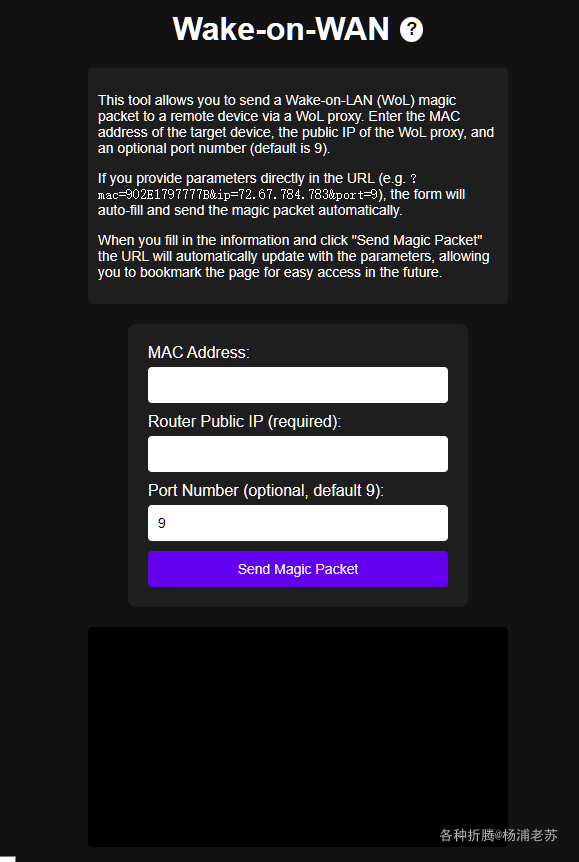 Wake-on-WAN ?
This tool allows you to send a Wake-on-LAN (WoL) magic
packet to a remote device via a WoL proxy. Enter the MAC
address of the target device, the public IP of the WoL proxy, and
an optional port number (default is 9).
If you provide parameters directly in the URL (e.g. ?
mac=902E1797777B&ip=72.67.784.783&port=9), the form will
auto-fill and send the magic packet automatically.
When you fill in the information and click "Send Magic Packet"
the URL will automatically update with the parameters, allowing
you to bookmark the page for easy access in the future.
MAC Address:
Router Public IP (required):
Port Number (optional, default 9):
9
Send Magic Packet
各种折腾@杨浦老苏